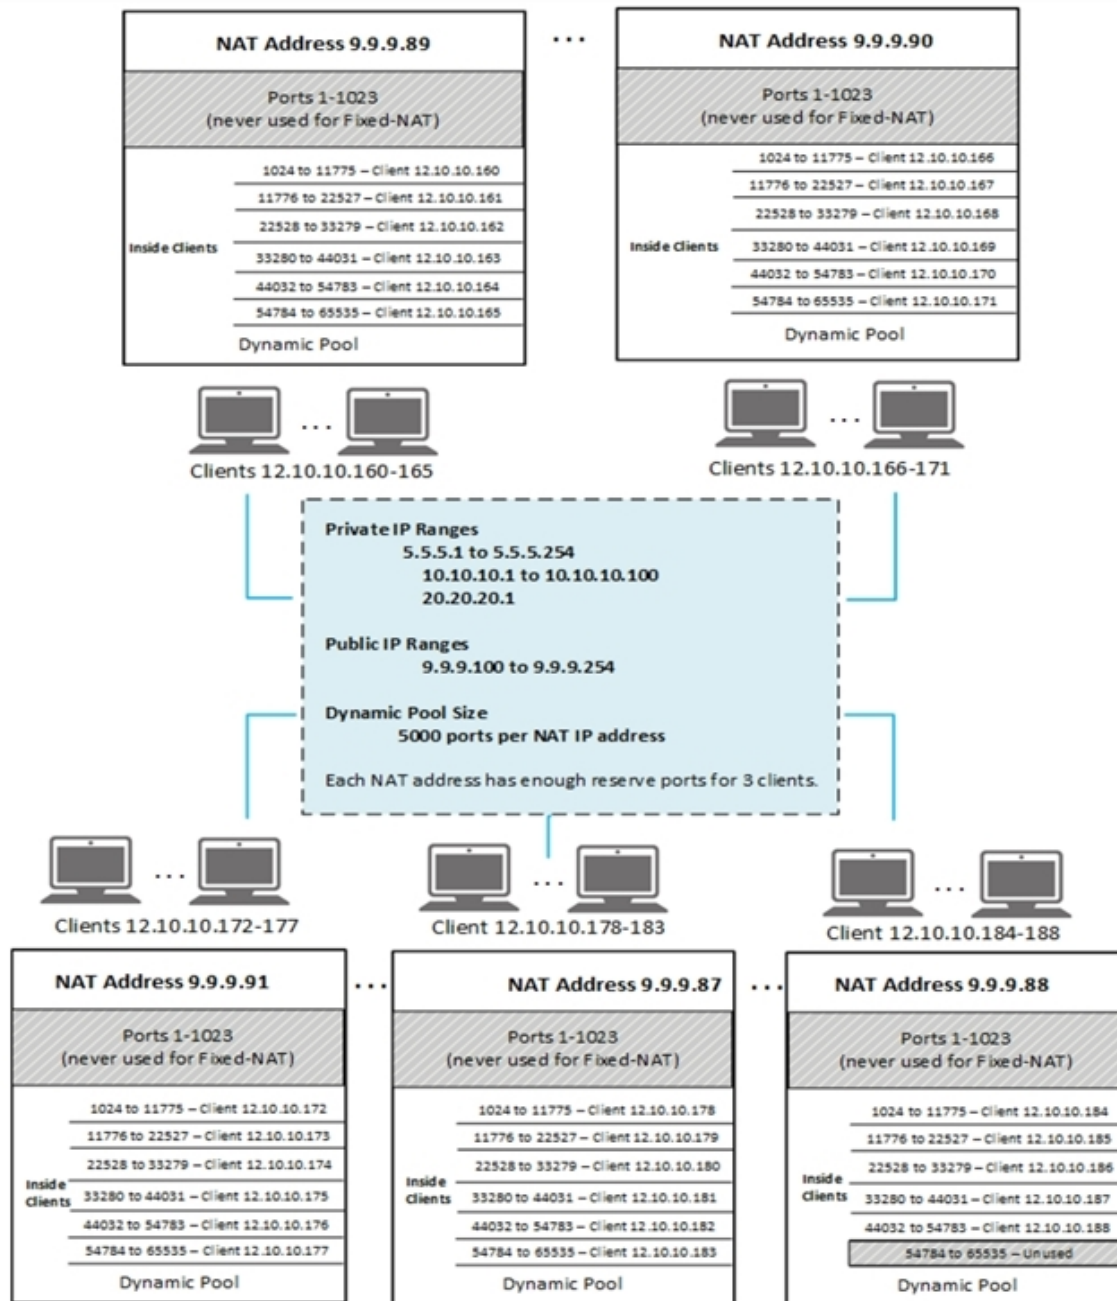 NAT Address 9.9.9.89
...
NAT Address 9.9.9.90
Ports 1-1023
(never used for Fixed-NAT)
Ports 1-1023
(never used for Fixed-NAT)
Inside Clients
1024 to 11775 – Client 12.10.10.160
11776 to 22527 – Client 12.10.10.161
22528 to 33279 – Client 12.10.10.162
33280 to 44031 – Client 12.10.10.163
44032 to 54783 – Client 12.10.10.164
54784 to 65535 – Client 12.10.10.165
Dynamic Pool
Inside Clients
1024 to 11775 – Client 12.10.10.166
11776 to 22527 – Client 12.10.10.167
22528 to 33279 – Client 12.10.10.168
33280 to 44031 – Client 12.10.10.169
44032 to 54783 – Client 12.10.10.170
54784 to 65535 – Client 12.10.10.171
Dynamic Pool
...
...
Clients 12.10.10.160-165
Clients 12.10.10.166-171
Private IP Ranges
5.5.5.1 to 5.5.5.254
10.10.10.1 to 10.10.10.100
20.20.20.1
Public IP Ranges
9.9.9.100 to 9.9.9.254
Dynamic Pool Size
5000 ports per NAT IP address
Each NAT address has enough reserve ports for 3 clients.
...
...
...
Clients 12.10.10.172-177
Client 12.10.10.178-183
Client 12.10.10.184-188
NAT Address 9.9.9.91
...
NAT Address 9.9.9.87
...
NAT Address 9.9.9.88
Ports 1-1023
(never used for Fixed-NAT)
Ports 1-1023
(never used for Fixed-NAT)
Ports 1-1023
(never used for Fixed-NAT)
Inside
Clients
1024 to 11775 – Client 12.10.10.172
11776 to 22527 – Client 12.10.10.173
22528 to 33279 – Client 12.10.10.174
33280 to 44031 – Client 12.10.10.175
44032 to 54783 – Client 12.10.10.176
54784 to 65535 – Client 12.10.10.177
Dynamic Pool
Inside
Clients
1024 to 11775 – Client 12.10.10.178
11776 to 22527 – Client 12.10.10.179
22528 to 33279 – Client 12.10.10.180
33280 to 44031 – Client 12.10.10.181
44032 to 54783 – Client 12.10.10.182
54784 to 65535 – Client 12.10.10.183
Dynamic Pool
Inside
Clients
1024 to 11775 – Client 12.10.10.184
11776 to 22527 – Client 12.10.10.185
22528 to 33279 – Client 12.10.10.186
33280 to 44031 – Client 12.10.10.187
44032 to 54783 – Client 12.10.10.188
54784 to 65535 – Unused
Dynamic Pool